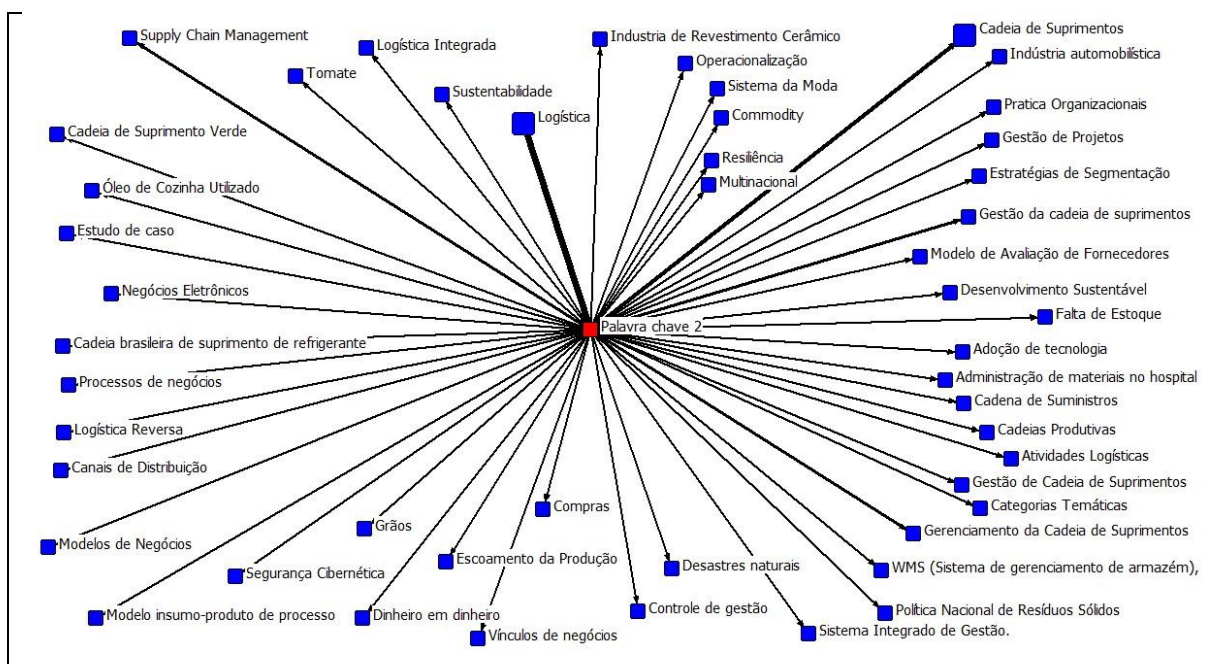 Supply Chain Management
Logística Integrada
Industria de Revestimento Cerâmico
Cadeia de Suprimentos
Indústria automobilística
Operacionalização
Tomate
Sustentabilidade
Sistema da Moda
Logística
Commodity
Pratica Organizacionais
Cadeia de Suprimento Verde
Gestão de Projetos
Resiliência
Multinacional
Estratégias de Segmentação
Óleo de Cozinha Utilizado
Gestão da cadeia de suprimentos
Estudo de caso
Modelo de Avaliação de Fornecedores
Negócios Eletrônicos
Desenvolvimento Sustentável
Falta de Estoque
Palavra chave 2
Cadeia brasileira de suprimento de refrigerante
Adoção de tecnologia
Processos de negócios
Administração de materiais no hospital
Cadena de Suministros
Logística Reversa
Cadeias Produtivas
Atividades Logísticas
Canais de Distribuição
Gestão de Cadeia de Suprimentos
Compras
Categorias Temáticas
Grãos
Gerenciamento da Cadeia de Suprimentos
Modelos de Negócios
Escoamento da Produção
Desastres naturais
WMS (Sistema de gerenciamento de armazém),
Segurança Cibernética
Controle de gestão
Política Nacional de Resíduos Sólidos
Modelo insumo-produto de processo
Dinheiro em dinheiro
Vínculos de negócios
Sistema Integrado de Gestão.